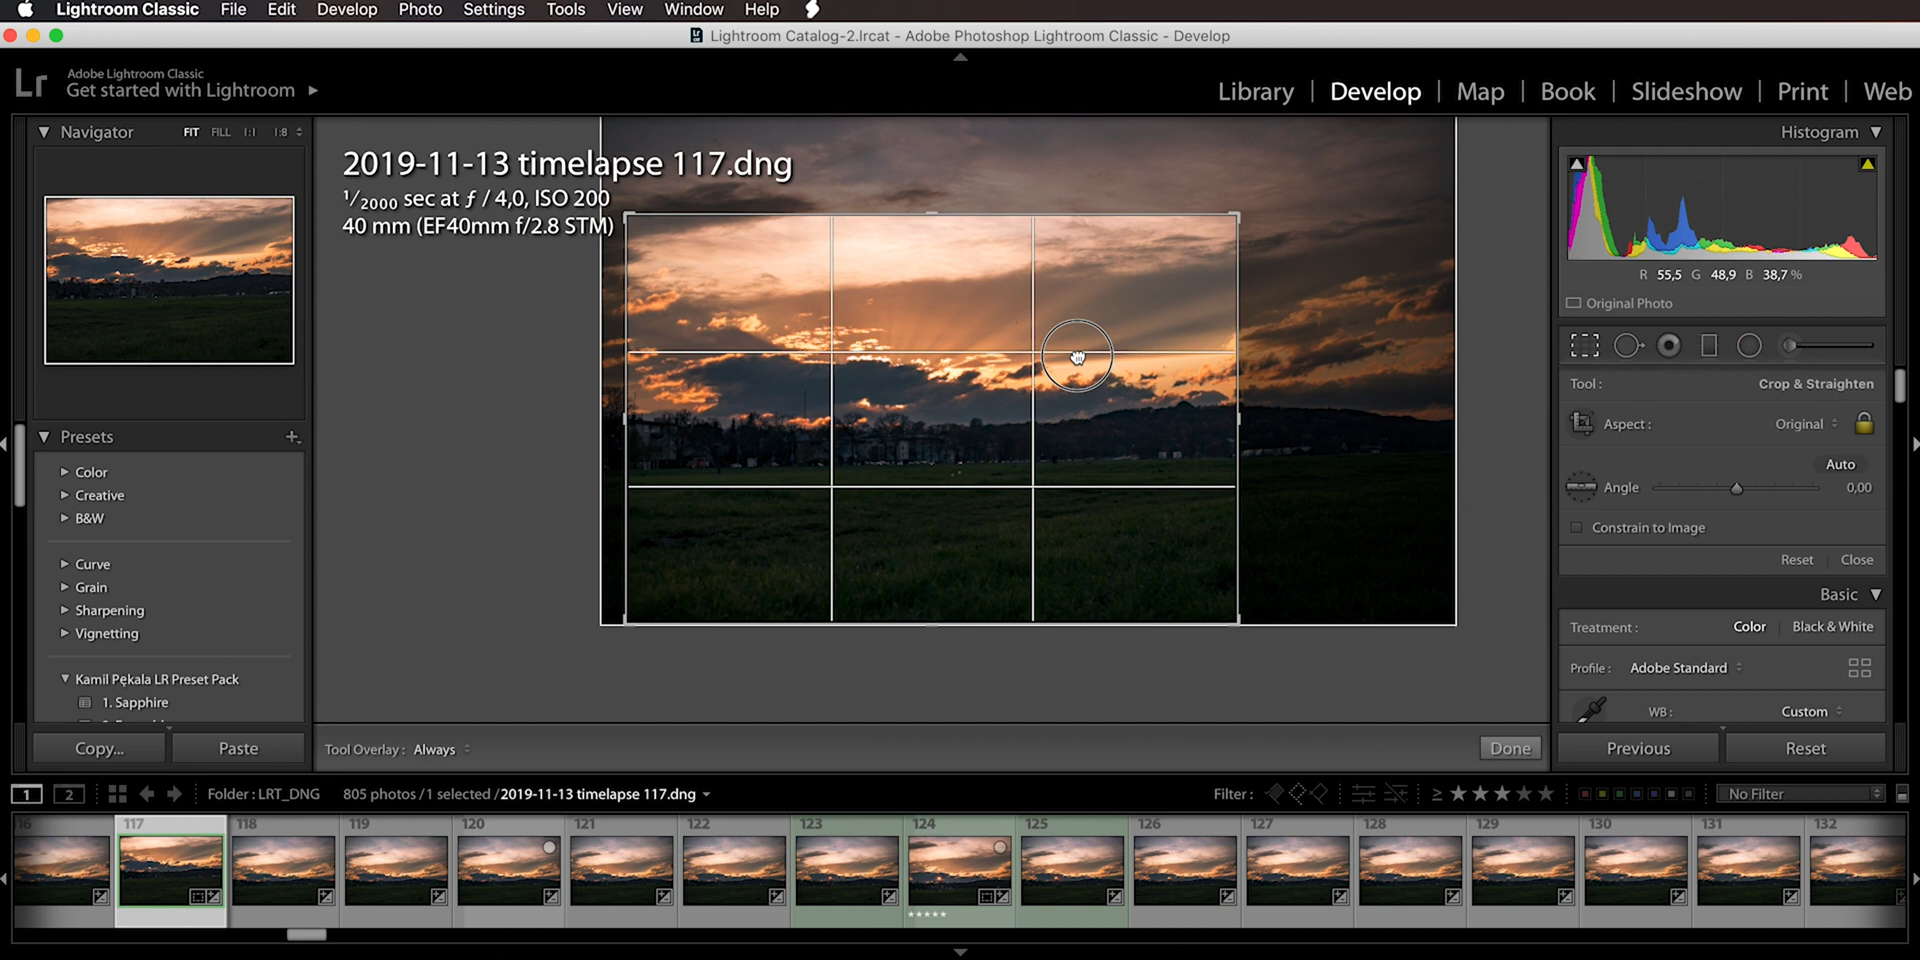 Lightroom Classic File Edit Develop Photo Settings Tools View Window Help
Lightroom Catalog-2.lrcat - Adobe Photoshop Lightroom Classic - Develop
Lr
Adobe Lightroom Classic
Get started with Lightroom
Library | Develop | Map | Book | Slideshow | Print | Web
Navigator FIT FILL 1:1 1:8
Presets
Color
Creative
B&W
Curve
Grain
Sharpening
Vignetting
Kamil Pękala LR Preset Pack
1. Sapphire
Copy... Paste
2019-11-13 timelapse 117.dng
1/2000 sec at ƒ / 4,0, ISO 200
40 mm (EF40mm f/2.8 STM)
Tool Overlay : Always
Done
Histogram
R 55,5 G 48,9 B 38,7 %
Original Photo
Tool : Crop & Straighten
Aspect : Original
Auto
Angle 0,00
Constrain to Image
Reset Close
Basic
Treatment : Color Black & White
Profile : Adobe Standard
WB : Custom
Previous Reset
1 2 Folder : LRT_DNG 805 photos /1 selected /2019-11-13 timelapse 117.dng Filter : ≥ ★★★★★ No Filter
117 118 119 120 121 122 123 124 125 126 127 128 129 130 131 132
★★★★★